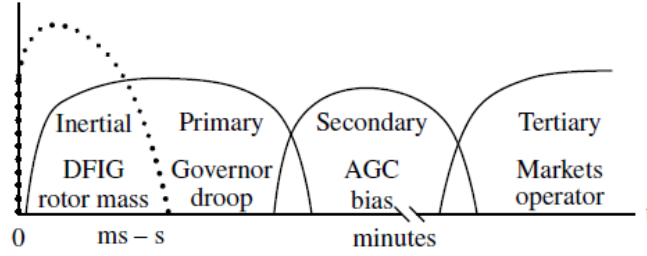 Inertial Primary Secondary Tertiary
DFIG Governor AGC Markets
rotor mass droop bias operator
0 ms – s minutes